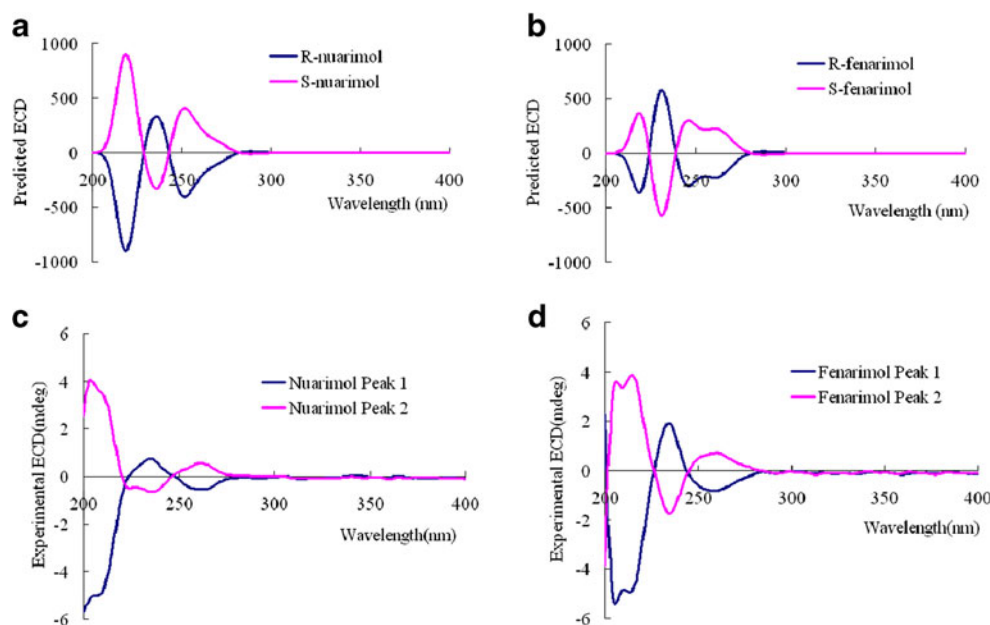 a
1000
500
0
-500
-1000
200
250
300
350
400
Predicted ECD
Wavelength (nm)
R-nuarimol
S-nuarimol
b
1000
500
0
-500
-1000
200
250
300
350
400
Predicted ECD
Wavelength (nm)
R-fenarimol
S-fenarimol
c
6
4
2
0
-2
-4
-6
200
250
300
350
400
Experimental ECD(mdeg)
Wavelength(nm)
Nuarimol Peak 1
Nuarimol Peak 2
d
6
4
2
0
-2
-4
-6
200
250
300
350
400
Experimental ECD(mdeg)
Wavelength(nm)
Fenarimol Peak 1
Fenarimol Peak 2